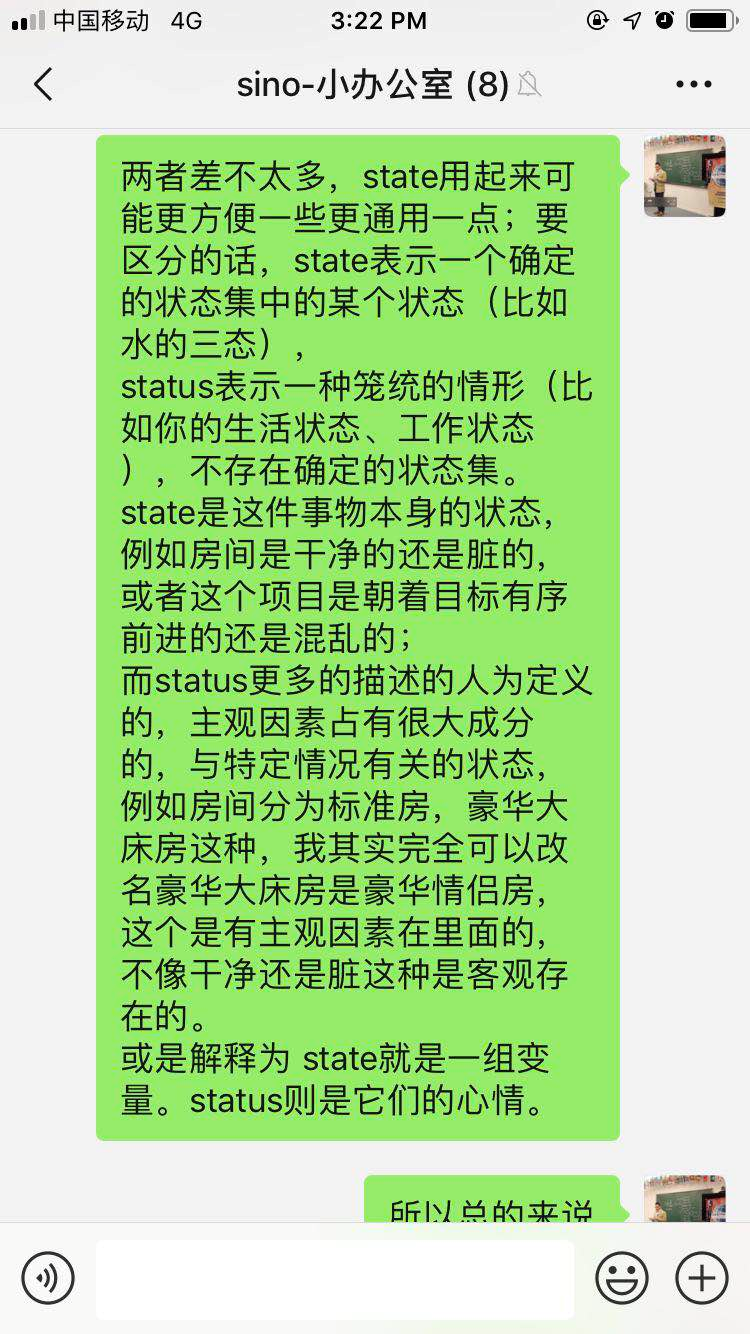 中国移动 4G 3:22 PM
sino-小办公室 (8)
两者差不太多，state用起来可
能更方便一些更通用一点；要
区分的话，state表示一个确定
的状态集中的某个状态（比如
水的三态），
status表示一种笼统的情形（比
如你的生活状态、工作状态
），不存在确定的状态集。
state是这件事物本身的状态，
例如房间是干净的还是脏的，
或者这个项目是朝着目标有序
前进的还是混乱的；
而status更多的描述的人为定义
的，主观因素占有很大成分
的，与特定情况有关的状态，
例如房间分为标准房，豪华大
床房这种，我其实完全可以改
名豪华大床房是豪华情侣房，
这个是有主观因素在里面的，
不像干净还是脏这种是客观存
在的。
或是解释为 state就是一组变
量。status则是它们的心情。
所以总的来说